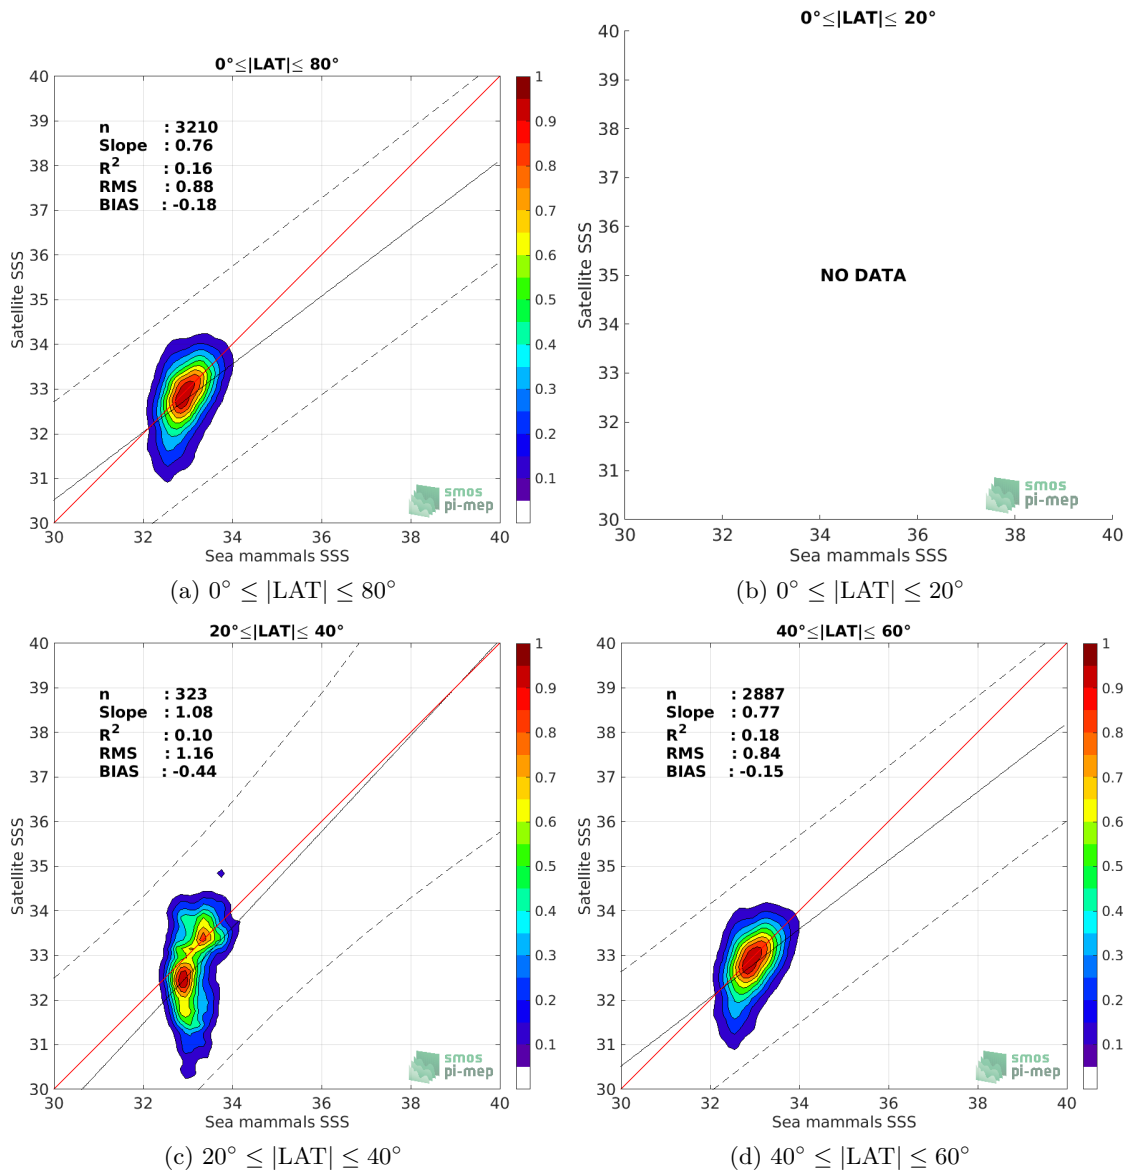 0°≤|LAT|≤ 80°
40
39
38
37
36
35
34
33
32
31
30
Satellite SSS
n : 3210
Slope : 0.76
R2 : 0.16
RMS : 0.88
BIAS : -0.18
smos
pi-mep
30 32 34 36 38 40
Sea mammals SSS
1
0.9
0.8
0.7
0.6
0.5
0.4
0.3
0.2
0.1
(a) 0° ≤ |LAT| ≤ 80°
0°≤|LAT|≤ 20°
40
39
38
37
36
35
34
33
32
31
30
Satellite SSS
NO DATA
smos
pi-mep
30 32 34 36 38 40
Sea mammals SSS
(b) 0° ≤ |LAT| ≤ 20°
20°≤|LAT|≤ 40°
40
39
38
37
36
35
34
33
32
31
30
Satellite SSS
n : 323
Slope : 1.08
R2 : 0.10
RMS : 1.16
BIAS : -0.44
smos
pi-mep
30 32 34 36 38 40
Sea mammals SSS
1
0.9
0.8
0.7
0.6
0.5
0.4
0.3
0.2
0.1
(c) 20° ≤ |LAT| ≤ 40°
40°≤|LAT|≤ 60°
40
39
38
37
36
35
34
33
32
31
30
Satellite SSS
n : 2887
Slope : 0.77
R2 : 0.18
RMS : 0.84
BIAS : -0.15
smos
pi-mep
30 32 34 36 38 40
Sea mammals SSS
1
0.9
0.8
0.7
0.6
0.5
0.4
0.3
0.2
0.1
(d) 40° ≤ |LAT| ≤ 60°